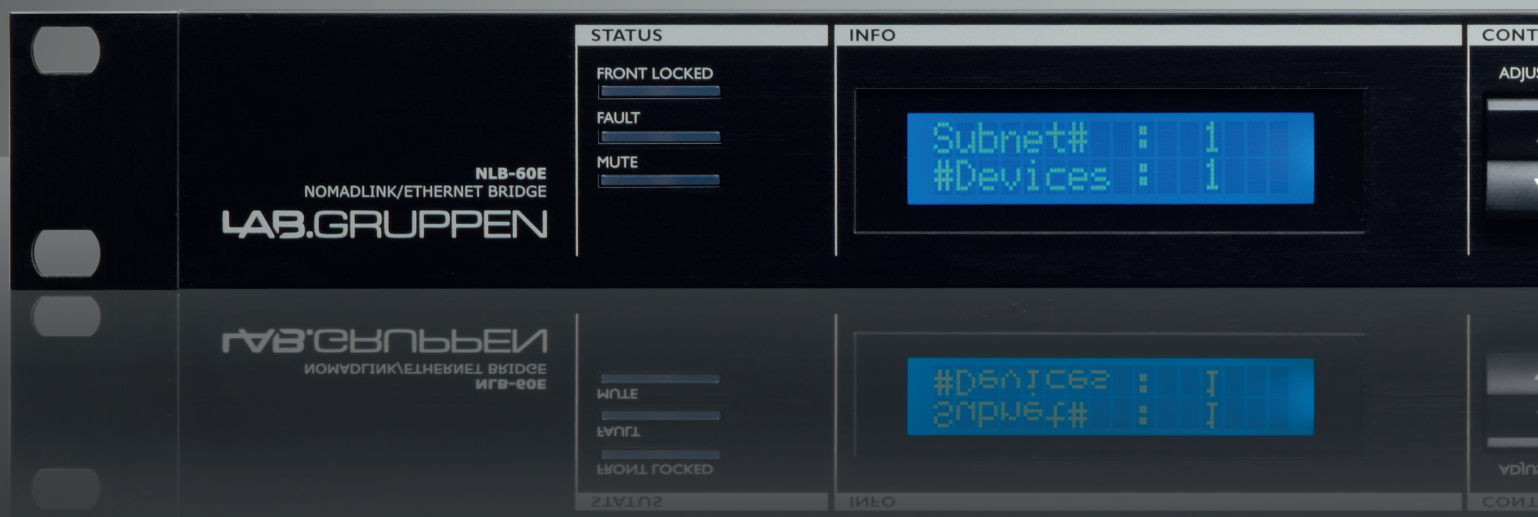 STATUS
FRONT LOCKED
FAULT
MUTE
NLB-60E
NOMADLINK/ETHERNET BRIDGE
LAB.GRUPPEN
INFO
Subnet# : 1
#Devices : 1
CONT
ADJUS